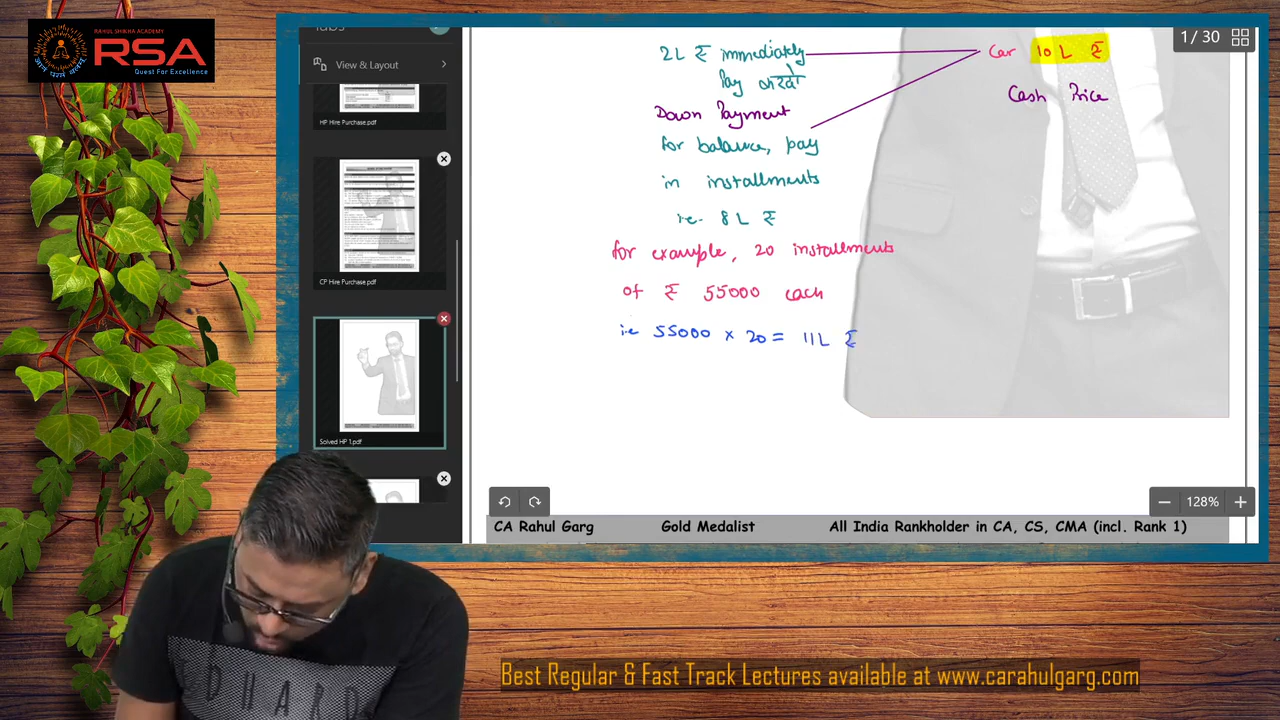 RAHUL SHIKHA ACADEMY
RSA
Quest For Excellence
View & Layout
HP Hire Purchase.pdf
CP Hire Purchase.pdf
Solved HP 1.pdf
1 / 30
2L ₹ immediately
Pay करवा
Down Payment
for balance, pay
in installments
i.e. 8 L ₹
for example, 20 installments
of ₹ 55000 each
i.e 55000 × 20 = 11L ₹
Car 10 L ₹
Cash Price
128%
CA Rahul Garg Gold Medalist All India Rankholder in CA, CS, CMA (incl. Rank 1)
DHARD
Best Regular & Fast Track Lectures available at www.carahulgarg.com